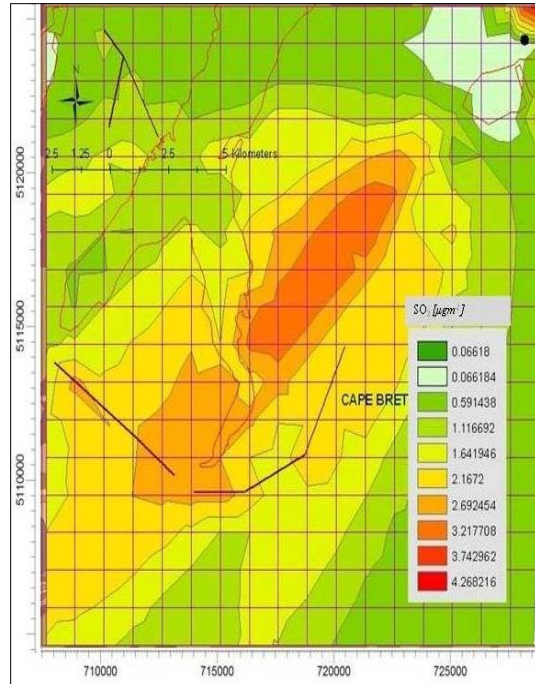 N
2.5 1.25 0 2.5 5 Kilometers
5120000
5115000
5110000
CAPE BRET
SO₂ [µgm⁻³]
0.06618
0.066184
0.591438
1.116692
1.641946
2.1672
2.692454
3.217708
3.742962
4.268216
710000 715000 720000 725000